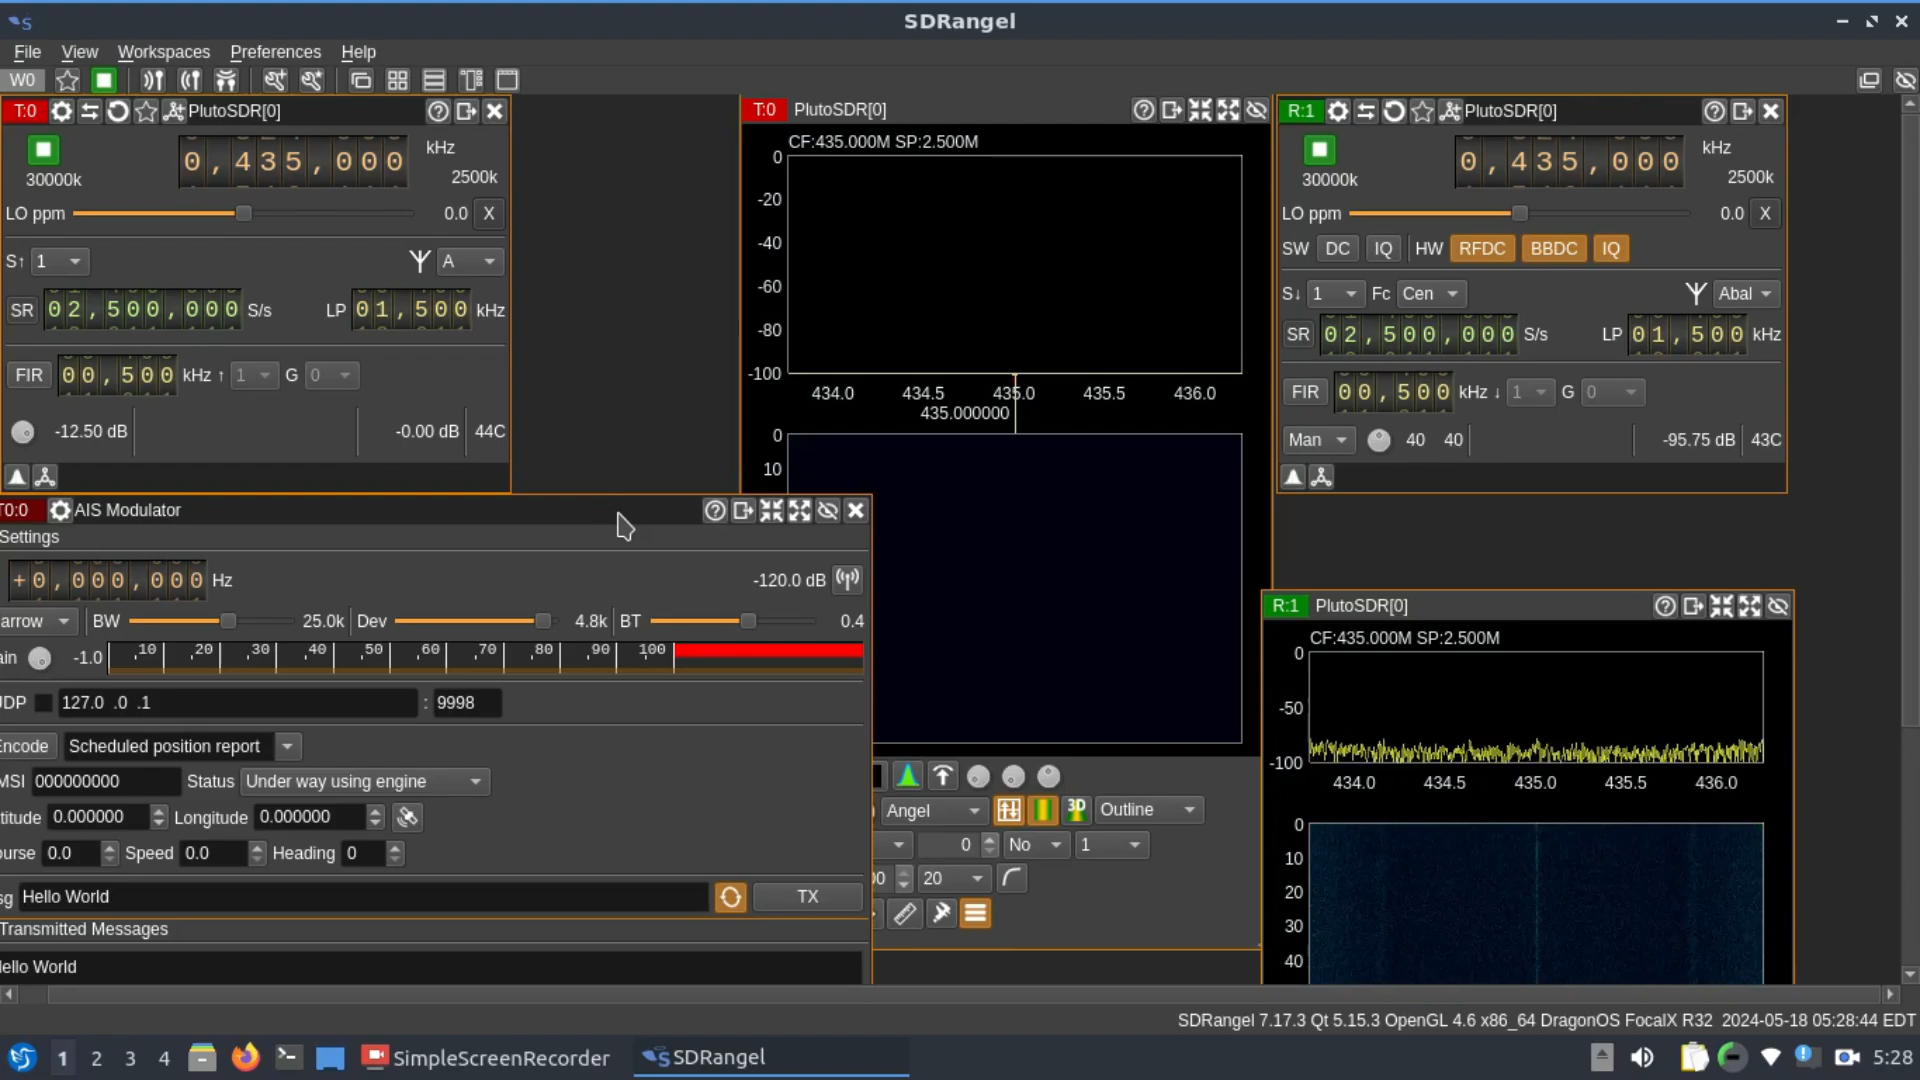 SDRangel
File View Workspaces Preferences Help
W0
T:0 PlutoSDR[0]
0,435,000 kHz
30000k 2500k
LO ppm 0.0 X
S↑ 1 A
SR 02,500,000 S/s LP 01,500 kHz
FIR 00,500 kHz ↑ 1 G 0
-12.50 dB -0.00 dB 44C
T:0 PlutoSDR[0]
CF:435.000M SP:2.500M
0
-20
-40
-60
-80
-100
434.0 434.5 435.0 435.5 436.0
435.000000
0
10
Angel 3D Outline
0 No 1
20
R:1 PlutoSDR[0]
0,435,000 kHz
30000k 2500k
LO ppm 0.0 X
SW DC IQ HW RFDC BBDC IQ
S↓ 1 Fc Cen Abal
SR 02,500,000 S/s LP 01,500 kHz
FIR 00,500 kHz ↓ 1 G 0
Man 40 40 -95.75 dB 43C
T0:0 AIS Modulator
Settings
+0,000,000 Hz -120.0 dB
arrow BW 25.0k Dev 4.8k BT 0.4
ain -1.0 10 20 30 40 50 60 70 80 90 100
UDP 127.0 .0 .1 : 9998
Encode Scheduled position report
MSI 000000000 Status Under way using engine
titude 0.000000 Longitude 0.000000
ourse 0.0 Speed 0.0 Heading 0
sg Hello World TX
Transmitted Messages
ello World
R:1 PlutoSDR[0]
CF:435.000M SP:2.500M
0
-50
-100
434.0 434.5 435.0 435.5 436.0
0
10
20
30
40
SDRangel 7.17.3 Qt 5.15.3 OpenGL 4.6 x86_64 DragonOS FocalX R32 2024-05-18 05:28:44 EDT
1 2 3 4 SimpleScreenRecorder SDRangel 5:28